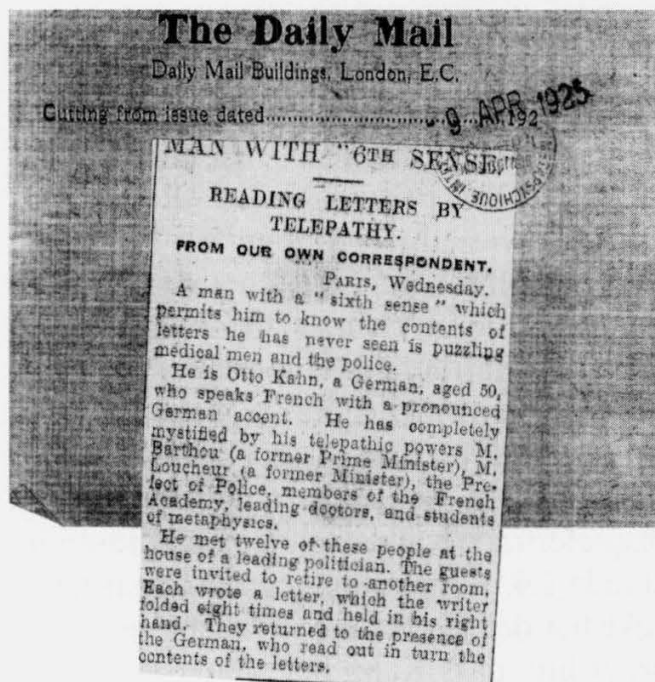 The Daily Mail
Daily Mail Buildings, London, E.C.
Cutting from issue dated 9 APR 1925 192
MAN WITH "6TH SENSE.
READING LETTERS BY
TELEPATHY.
FROM OUR OWN CORRESPONDENT.
PARIS, Wednesday.
A man with a "sixth sense" which
permits him to know the contents of
letters he has never seen is puzzling
medical men and the police.
He is Otto Kahn, a German, aged 50,
who speaks French with a pronounced
German accent. He has completely
mystified by his telepathic powers M.
Barthou (a former Prime Minister), M.
Loucheur (a former Minister), the Pre-
fect of Police, members of the French
Academy, leading doctors, and students
of metaphysics.
He met twelve of these people at the
house of a leading politician. The guests
were invited to retire to another room.
Each wrote a letter, which the writer
folded eight times and held in his right
hand. They returned to the presence of
the German, who read out in turn the
contents of the letters.